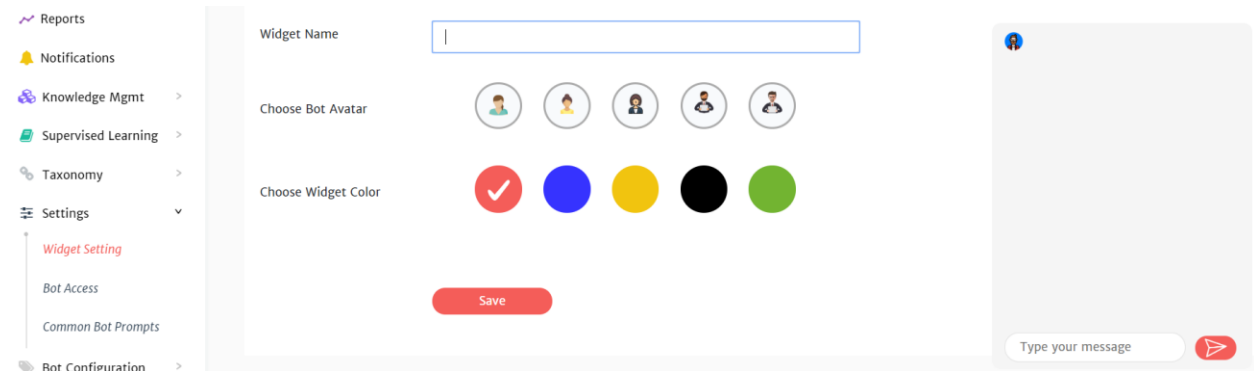 Reports
Notifications
Knowledge Mgmt
Supervised Learning
Taxonomy
Settings
Widget Setting
Bot Access
Common Bot Prompts
Bot Configuration
Widget Name
Choose Bot Avatar
Choose Widget Color
Save
Type your message